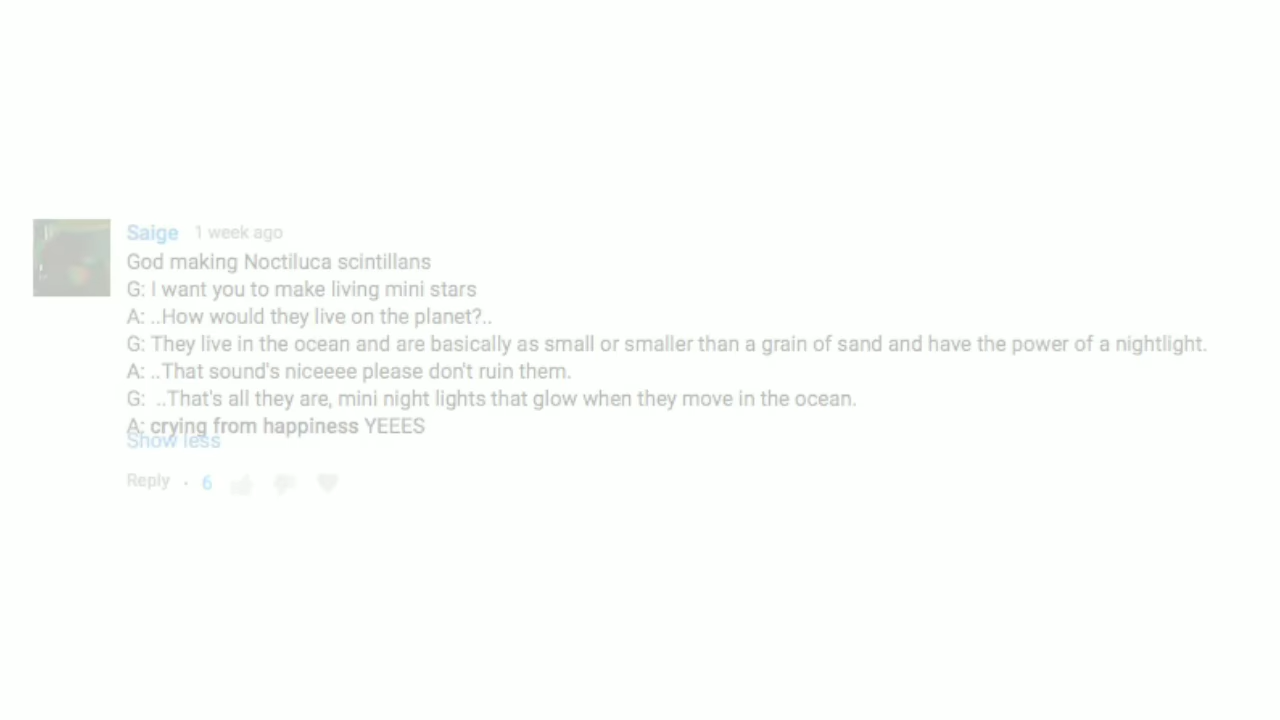 Saige 1 week ago
God making Noctiluca scintillans
G: I want you to make living mini stars
A: ..How would they live on the planet?..
G: They live in the ocean and are basically as small or smaller than a grain of sand and have the power of a nightlight.
A: ..That sound's niceeee please don't ruin them.
G:  ..That's all they are, mini night lights that glow when they move in the ocean.
A: crying from happiness YEEES
Show less
Reply · 6